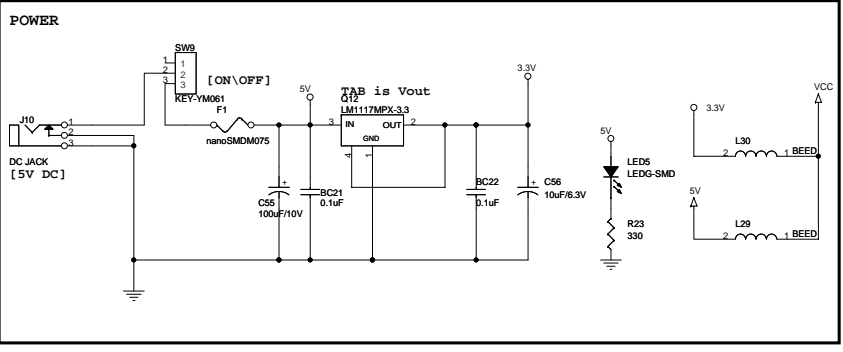 POWER
SW9
1
2
3
1
2
3
[ON\OFF]
KEY-YM061
J10
1
2
3
DC JACK
[5V DC]
F1
nanoSMDM075
5V
TAB is Vout
Q12
LM1117MPX-3.3
3
IN
OUT
2
GND
4
1
3.3V
C55
100uF/10V
BC21
0.1uF
BC22
0.1uF
C56
10uF/6.3V
5V
LED5
LEDG-SMD
R23
330
3.3V
VCC
L30
2
1
BEED
5V
L29
2
1
BEED